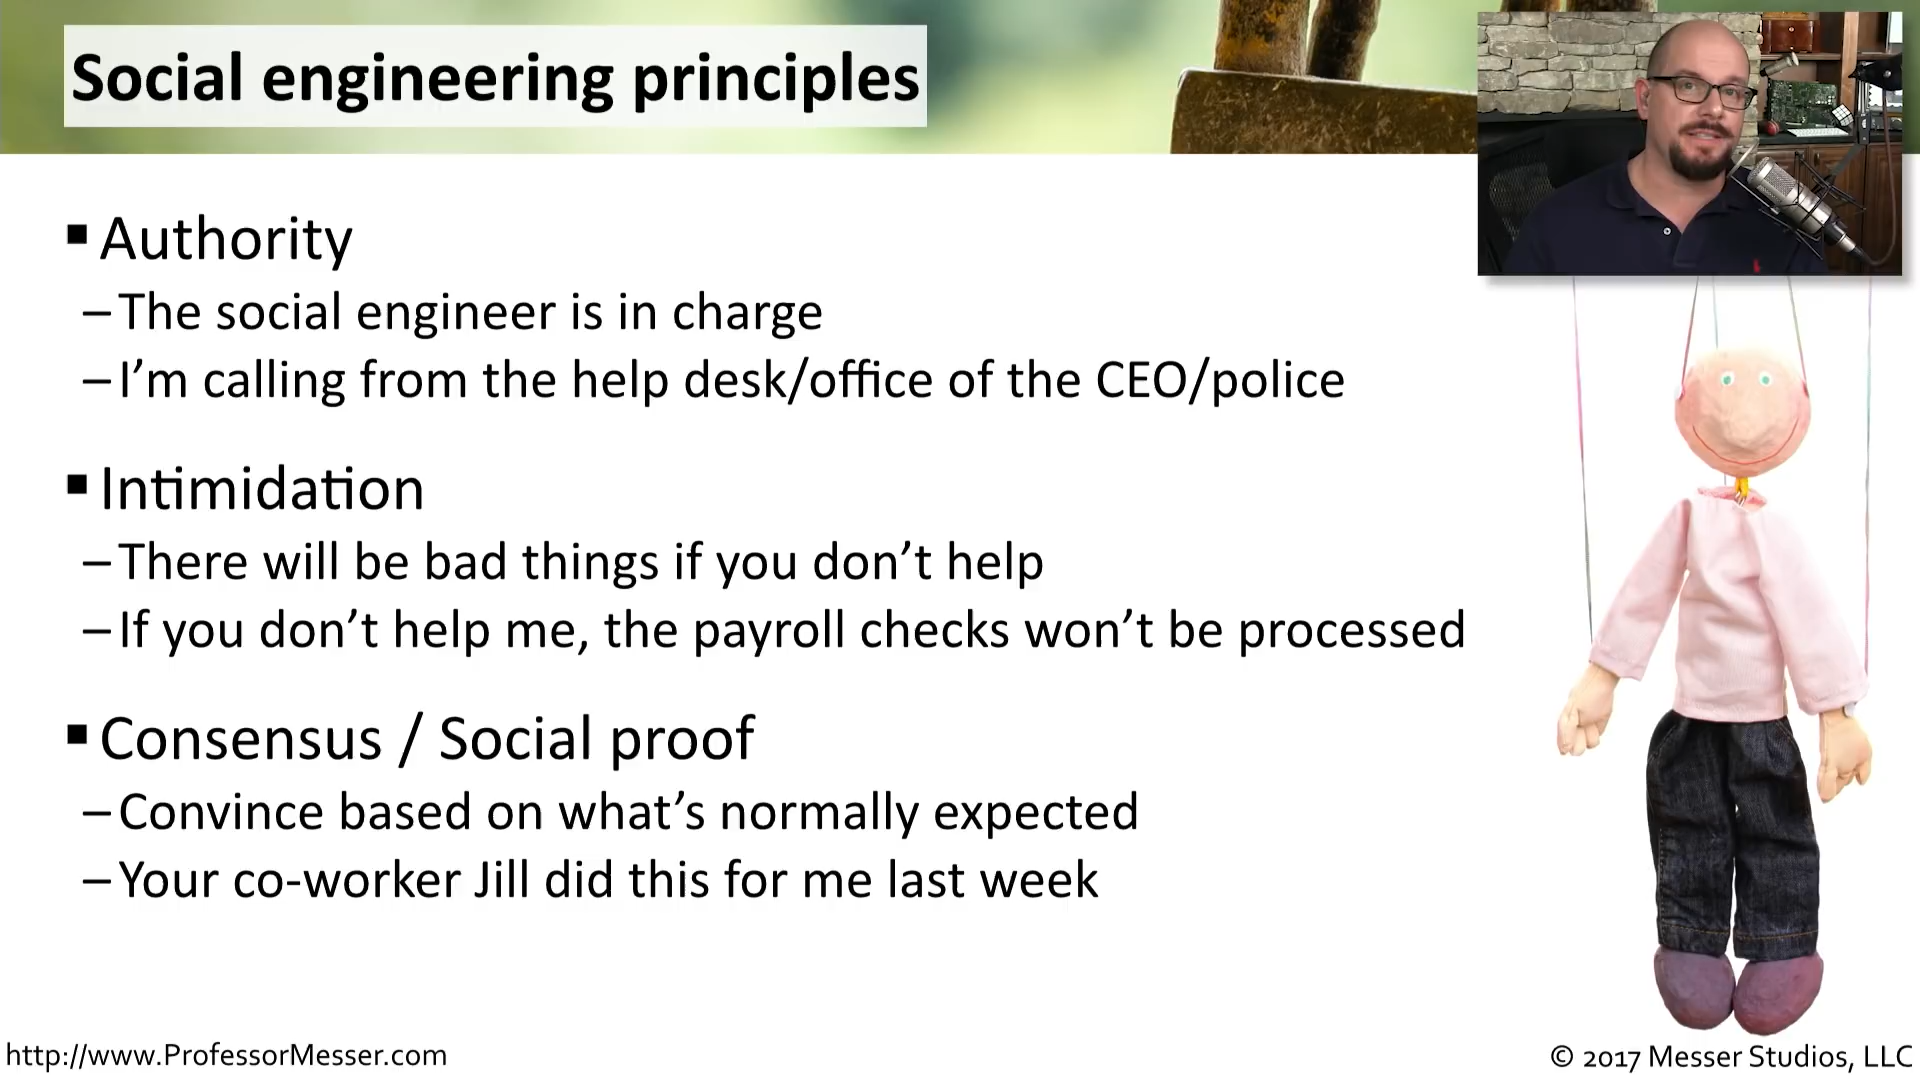 Social engineering principles
▪ Authority
– The social engineer is in charge
– I’m calling from the help desk/office of the CEO/police
▪ Intimidation
– There will be bad things if you don’t help
– If you don’t help me, the payroll checks won’t be processed
▪ Consensus / Social proof
– Convince based on what’s normally expected
– Your co-worker Jill did this for me last week
http://www.ProfessorMesser.com
© 2017 Messer Studios, LLC